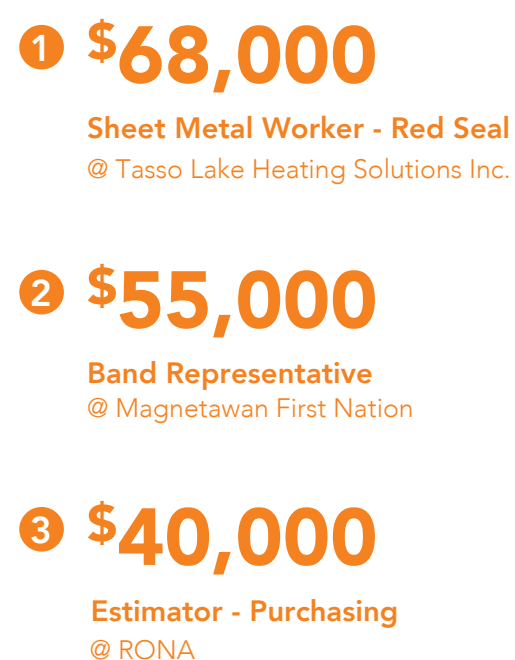 1 $68,000
Sheet Metal Worker - Red Seal
@ Tasso Lake Heating Solutions Inc.
2 $55,000
Band Representative
@ Magnetawan First Nation
3 $40,000
Estimator - Purchasing
@ RONA